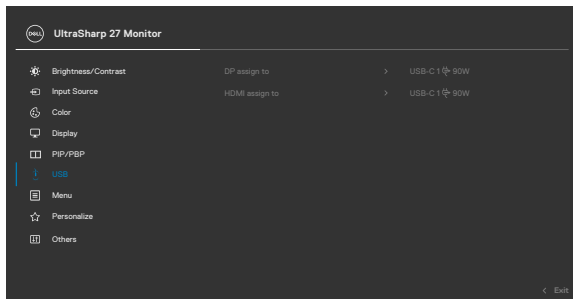 DELL
UltraSharp 27 Monitor
Brightness/Contrast
DP assign to > USB-C 1 90W
Input Source
HDMI assign to > USB-C 1 90W
Color
Display
PIP/PBP
USB
Menu
Personalize
Others
< Exit